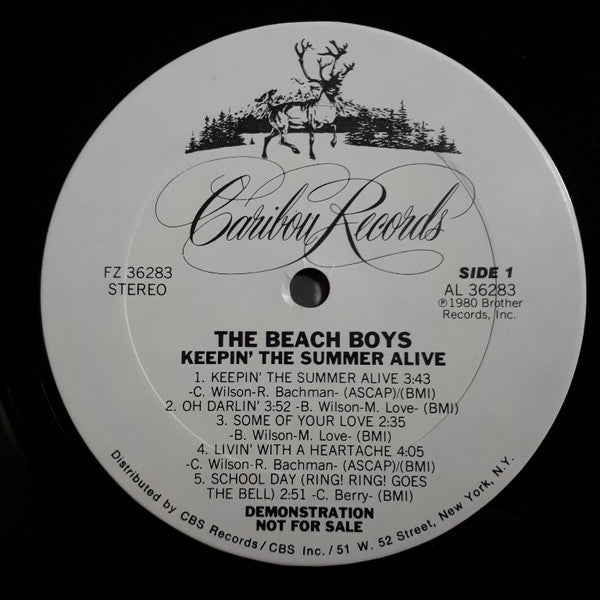 Caribou Records
FZ 36283
STEREO
SIDE 1
AL 36283
℗1980 Brother
Records, Inc.
THE BEACH BOYS
KEEPIN' THE SUMMER ALIVE
1. KEEPIN' THE SUMMER ALIVE 3:43
-C. Wilson-R. Bachman- (ASCAP)/(BMI)
2. OH DARLIN' 3:52 -B. Wilson-M. Love- (BMI)
3. SOME OF YOUR LOVE 2:35
-B. Wilson-M. Love- (BMI)
4. LIVIN' WITH A HEARTACHE 4:05
-C. Wilson-R. Bachman- (ASCAP)/(BMI)
5. SCHOOL DAY (RING! RING! GOES
THE BELL) 2:51 -C. Berry- (BMI)
DEMONSTRATION
NOT FOR SALE
Distributed by CBS Records/CBS Inc./51 W. 52 Street, New York, N.Y.